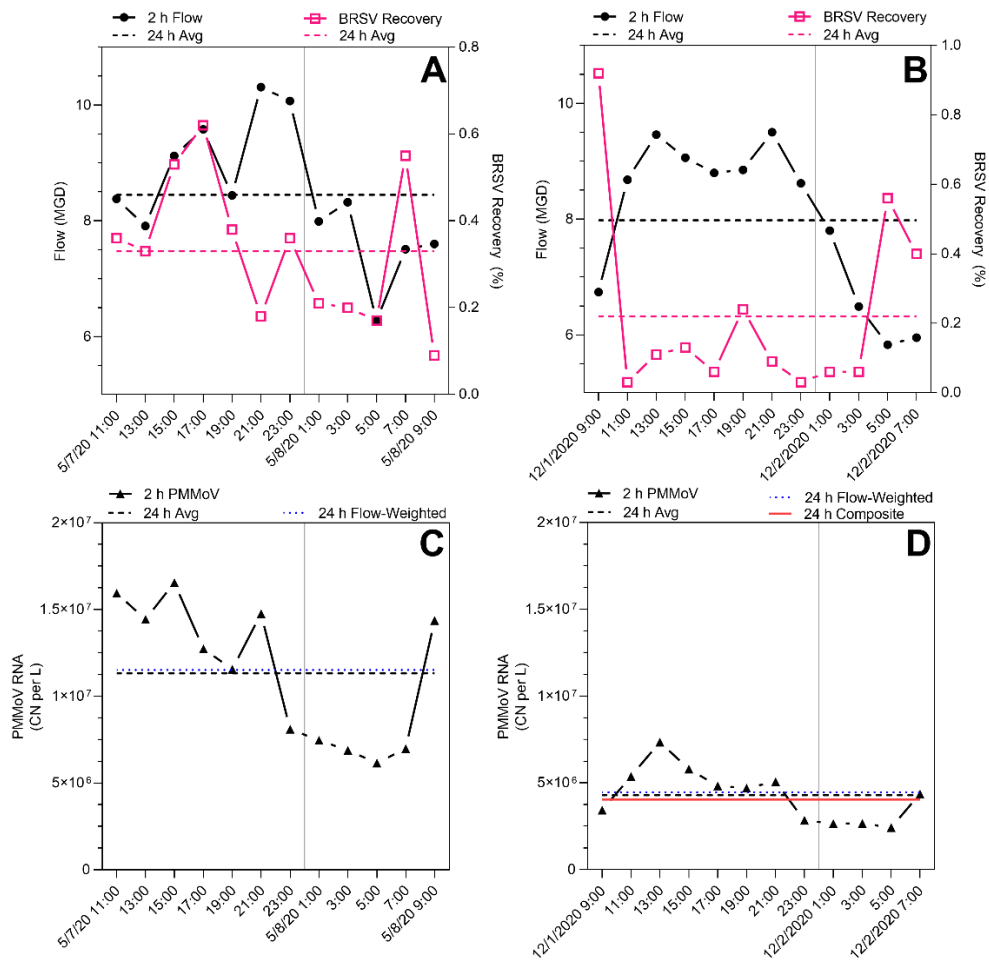 2 h Flow
BRSV Recovery
24 h Avg
24 h Avg
A
Flow (MGD)
10
8
6
BRSV Recovery (%)
0.8
0.6
0.4
0.2
0.0
5/7/20 11:00
13:00
15:00
17:00
19:00
21:00
23:00
5/8/20 1:00
3:00
5:00
7:00
5/8/20 9:00
2 h Flow
BRSV Recovery
24 h Avg
24 h Avg
B
Flow (MGD)
10
8
6
BRSV Recovery (%)
1.0
0.8
0.6
0.4
0.2
0.0
12/1/2020 9:00
11:00
13:00
15:00
17:00
19:00
21:00
23:00
12/2/2020 1:00
3:00
5:00
12/2/2020 7:00
2 h PMMoV
24 h Avg
24 h Flow-Weighted
C
PMMoV RNA
(CN per L)
2×10⁷
1.5×10⁷
1×10⁷
5×10⁶
0
5/7/20 11:00
13:00
15:00
17:00
19:00
21:00
23:00
5/8/20 1:00
3:00
5:00
7:00
5/8/20 9:00
2 h PMMoV
24 h Flow-Weighted
24 h Avg
24 h Composite
D
PMMoV RNA
(CN per L)
2×10⁷
1.5×10⁷
1×10⁷
5×10⁶
0
12/1/2020 9:00
11:00
13:00
15:00
17:00
19:00
21:00
23:00
12/2/2020 1:00
3:00
5:00
12/2/2020 7:00